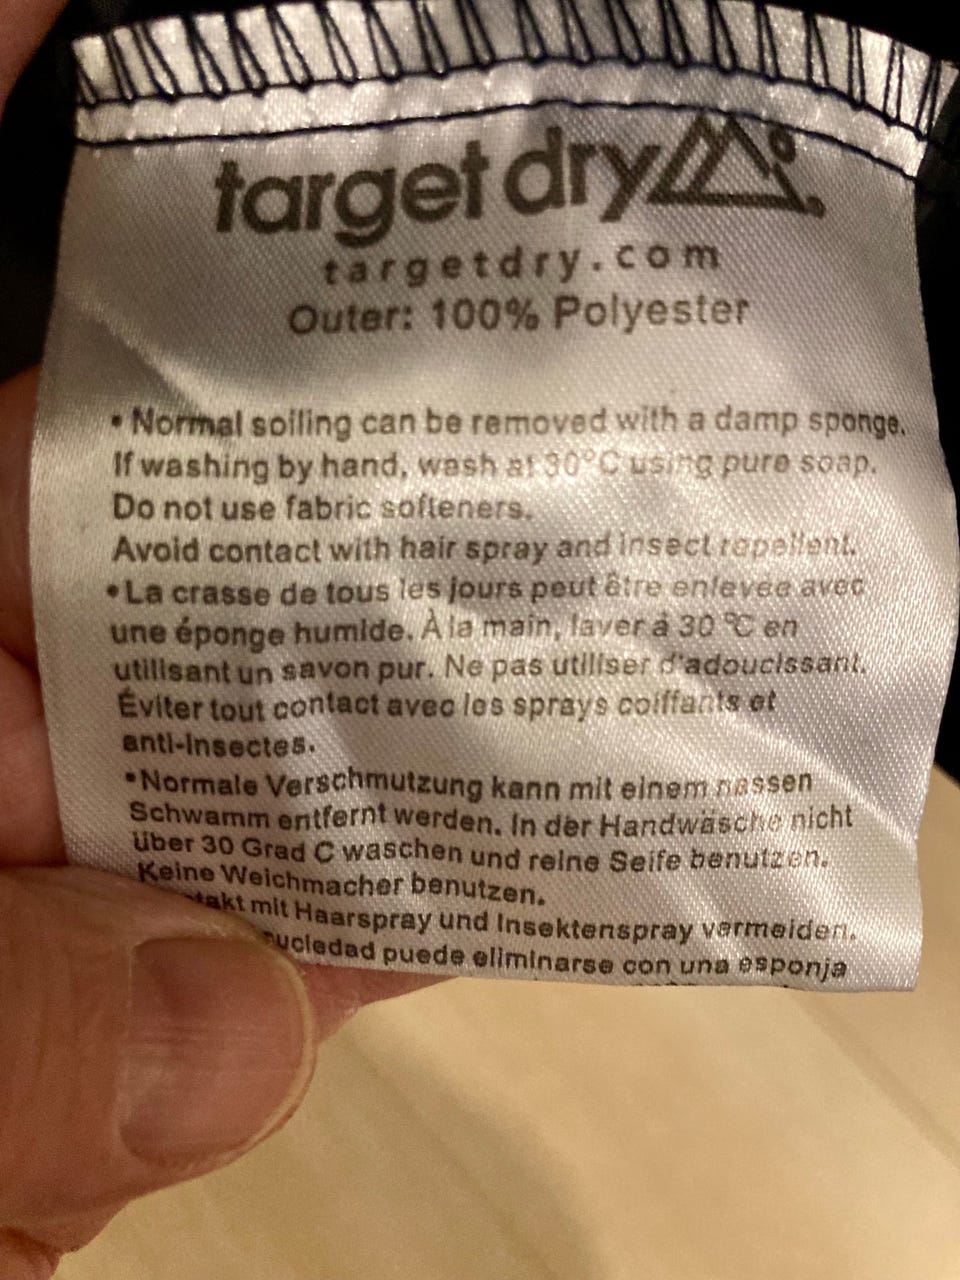 target dry
targetdry.com
Outer: 100% Polyester
• Normal soiling can be removed with a damp sponge.
If washing by hand, wash at 30°C using pure soap.
Do not use fabric softeners.
Avoid contact with hair spray and insect repellent.
•La crasse de tous les jours peut être enlevée avec
une éponge humide. À la main, laver à 30 °C en
utilisant un savon pur. Ne pas utiliser d'adoucissant.
Éviter tout contact avec les sprays coiffants et
anti-insectes.
•Normale Verschmutzung kann mit einem nassen
Schwamm entfernt werden. In der Handwäsche nicht
über 30 Grad C waschen und reine Seife benutzen.
Keine Weichmacher benutzen.
mit Haarspray und Insektenspray vermeiden.
puede eliminarse con una esponja